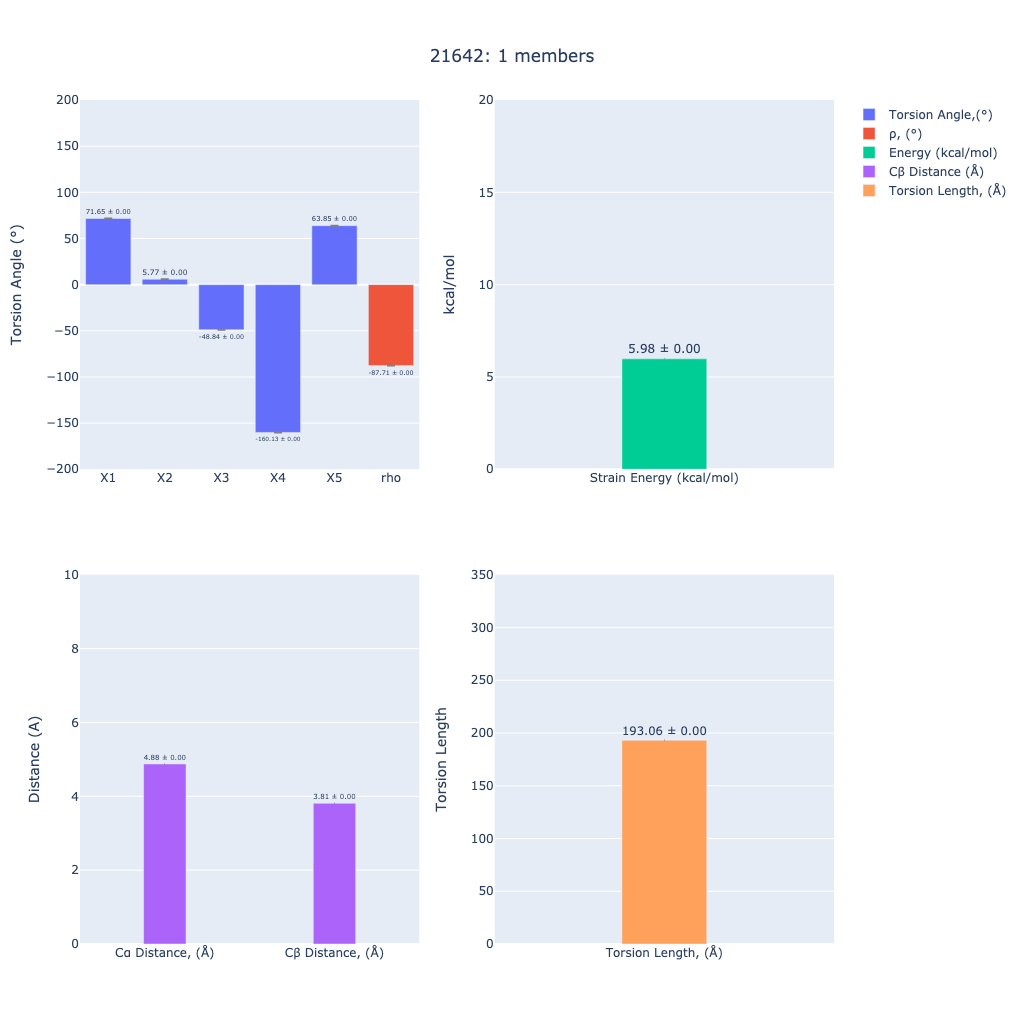 21642: 1 members
Torsion Angle (°)
200
150
100
50
0
−50
−100
−150
−200
71.65 ± 0.00
5.77 ± 0.00
-48.84 ± 0.00
-160.13 ± 0.00
63.85 ± 0.00
-87.71 ± 0.00
X1 X2 X3 X4 X5 rho
kcal/mol
20
15
10
5
0
5.98 ± 0.00
Strain Energy (kcal/mol)
Torsion Angle,(°)
ρ, (°)
Energy (kcal/mol)
Cβ Distance (Å)
Torsion Length, (Å)
Distance (A)
10
8
6
4
2
0
4.88 ± 0.00
3.81 ± 0.00
Cα Distance, (Å) Cβ Distance, (Å)
Torsion Length
350
300
250
200
150
100
50
0
193.06 ± 0.00
Torsion Length, (Å)